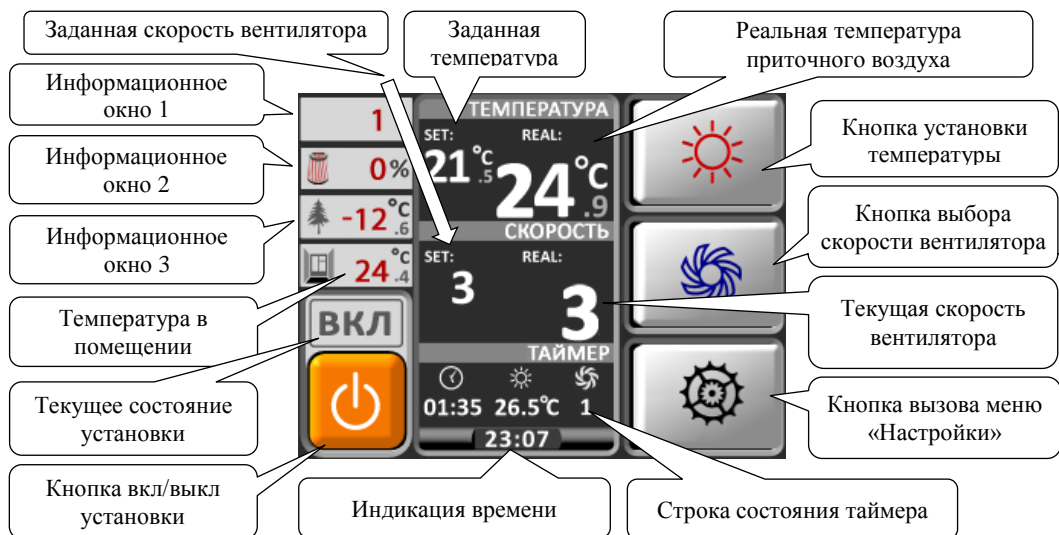 Заданная скорость вентилятора
Заданная
температура
Реальная температура
приточного воздуха
Информационное
окно 1
Информационное
окно 2
Информационное
окно 3
Температура в
помещении
Текущее состояние
установки
Кнопка вкл/выкл
установки
1
0%
-12°C
.6
24°C
.4
ВКЛ
ТЕМПЕРАТУРА
SET: REAL:
21°C
.5
24°C
.9
СКОРОСТЬ
SET: REAL:
3
3
ТАЙМЕР
01:35 26.5°C 1
23:07
Кнопка установки
температуры
Кнопка выбора
скорости вентилятора
Текущая скорость
вентилятора
Кнопка вызова меню
«Настройки»
Индикация времени
Строка состояния таймера